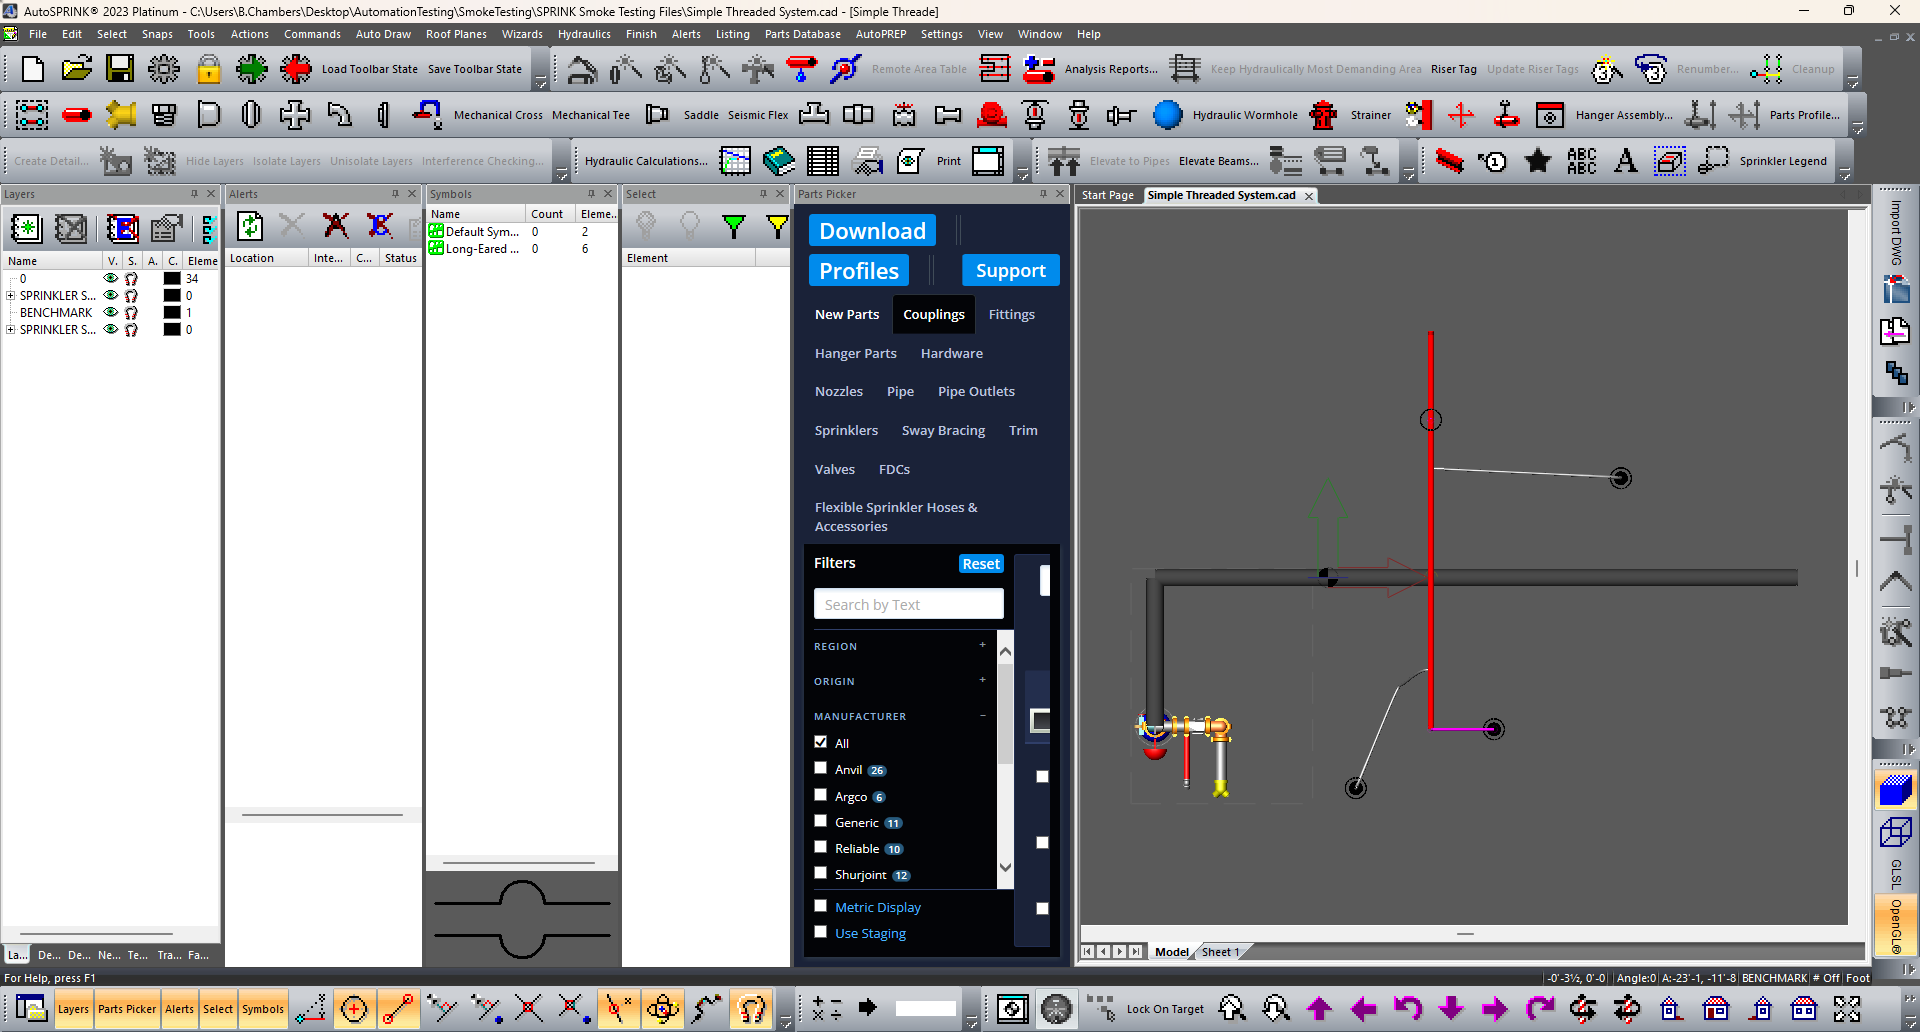 AutoSPRINK® 2023 Platinum - C:\Users\B.Chambers\Desktop\AutomationTesting\SmokeTesting\SPRINK Smoke Testing Files\Simple Threaded System.cad - [Simple Threade]
File Edit Select Snaps Tools Actions Commands Auto Draw Roof Planes Wizards Hydraulics Finish Alerts Listing Parts Database AutoPREP Settings View Window Help
Load Toolbar State Save Toolbar State Remote Area Table Analysis Reports... Keep Hydraulically Most Demanding Area Riser Tag Update Riser Tags Renumber... Cleanup
Mechanical Cross Mechanical Tee Saddle Seismic Flex Hydraulic Wormhole Strainer Hanger Assembly... Parts Profile...
Create Detail... Hide Layers Isolate Layers Unisolate Layers Interference Checking... Hydraulic Calculations... Print Elevate to Pipes Elevate Beams... ABC ABC A Sprinkler Legend
Layers
Name V. S. A. C. Eleme
0 34
SPRINKLER S... 0
BENCHMARK 1
SPRINKLER S... 0
La... De... De... Ne... Te... Tra... Fa...
Alerts
Location Inte... C... Status
Symbols
Name Count Eleme...
Default Sym... 0 2
Long-Eared ... 0 6
Select
Element
Parts Picker
Download
Profiles Support
New Parts Couplings Fittings
Hanger Parts Hardware
Nozzles Pipe Pipe Outlets
Sprinklers Sway Bracing Trim
Valves FDCs
Flexible Sprinkler Hoses &
Accessories
Filters Reset
Search by Text
REGION +
ORIGIN +
MANUFACTURER −
All
Anvil 26
Argco 6
Generic 11
Reliable 10
Shurjoint 12
Metric Display
Use Staging
Start Page Simple Threaded System.cad
Model Sheet 1
Import DWG
GLSL
OpenGL®
For Help, press F1 -0'-3½, 0'-0 Angle:0 A:-23'-1, -11'-8 BENCHMARK # Off Foot
Layers Parts Picker Alerts Select Symbols Lock On Target